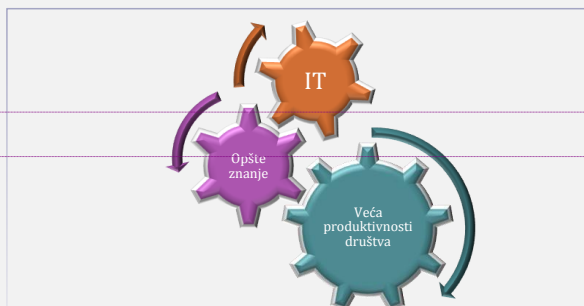 IT
Opšte
znanje
Veća
produktivnosti
društva